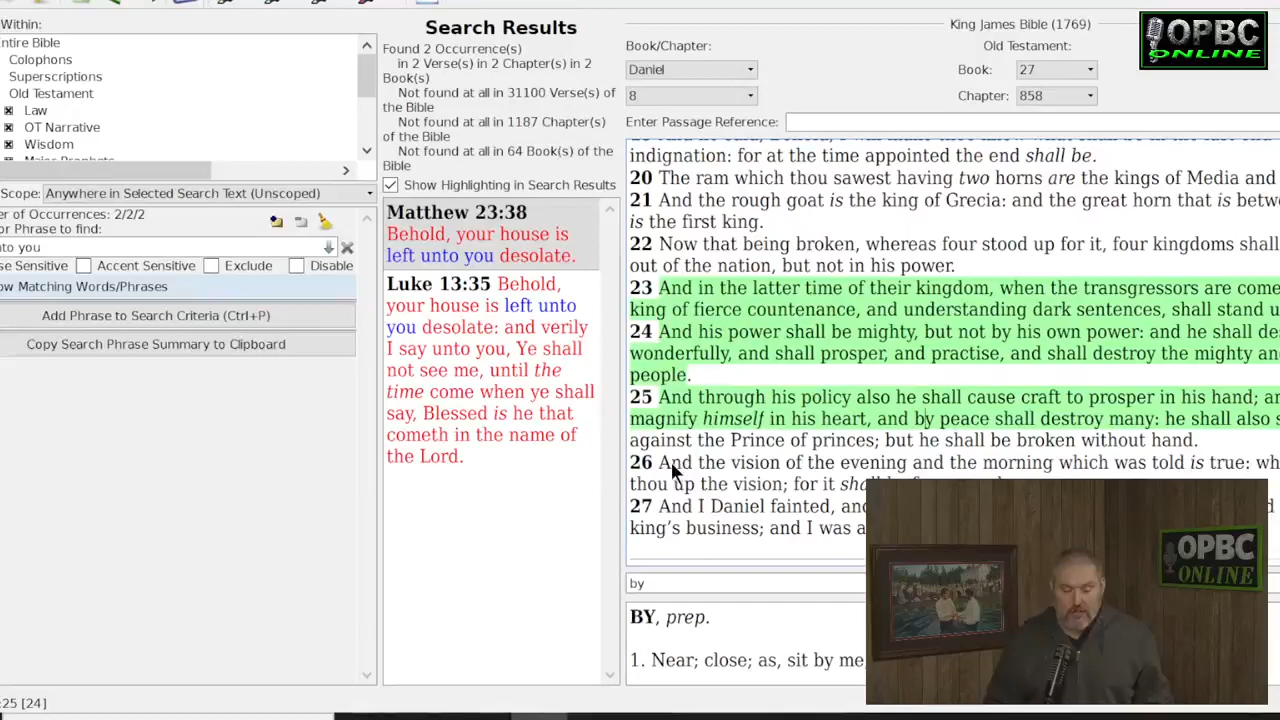 Within:
ntire Bible
Colophons
Superscriptions
Old Testament
Law
OT Narrative
Wisdom
Scope: Anywhere in Selected Search Text (Unscoped)
er of Occurrences: 2/2/2
or Phrase to find:
nto you
se Sensitive Accent Sensitive Exclude Disable
ow Matching Words/Phrases
Add Phrase to Search Criteria (Ctrl+P)
Copy Search Phrase Summary to Clipboard
:25 [24]
Search Results
Found 2 Occurrence(s)
in 2 Verse(s) in 2 Chapter(s) in 2
Book(s)
Not found at all in 31100 Verse(s) of
the Bible
Not found at all in 1187 Chapter(s)
of the Bible
Not found at all in 64 Book(s) of the
Bible
Show Highlighting in Search Results
Matthew 23:38
Behold, your house is
left unto you desolate.
Luke 13:35 Behold,
your house is left unto
you desolate: and verily
I say unto you, Ye shall
not see me, until the
time come when ye shall
say, Blessed is he that
cometh in the name of
the Lord.
King James Bible (1769)
Book/Chapter:
Old Testament:
Daniel
Book: 27
8
Chapter: 858
Enter Passage Reference:
indignation: for at the time appointed the end shall be.
20 The ram which thou sawest having two horns are the kings of Media and
21 And the rough goat is the king of Grecia: and the great horn that is betw
is the first king.
22 Now that being broken, whereas four stood up for it, four kingdoms shall
out of the nation, but not in his power.
23 And in the latter time of their kingdom, when the transgressors are come
king of fierce countenance, and understanding dark sentences, shall stand u
24 And his power shall be mighty, but not by his own power: and he shall de
wonderfully, and shall prosper, and practise, and shall destroy the mighty an
people.
25 And through his policy also he shall cause craft to prosper in his hand; an
magnify himself in his heart, and by peace shall destroy many: he shall also s
against the Prince of princes; but he shall be broken without hand.
26 And the vision of the evening and the morning which was told is true: wh
thou up the vision; for it sha
27 And I Daniel fainted, and
king's business; and I was a
by
BY, prep.
1. Near; close; as, sit by me
OPBC
ONLINE
OPBC
ONLINE